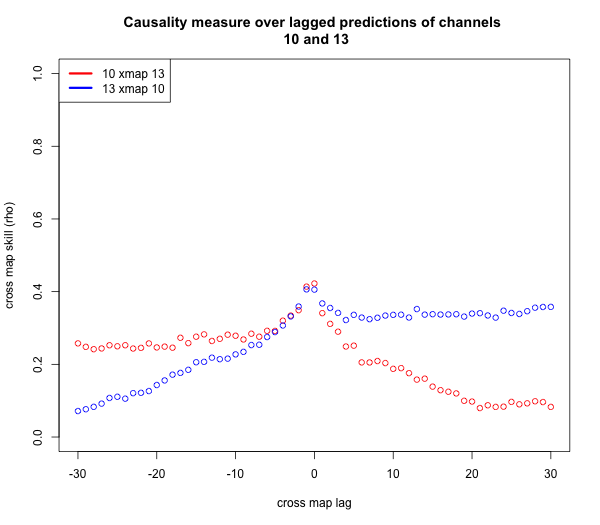 Causality measure over lagged predictions of channels
10 and 13
10 xmap 13
13 xmap 10
cross map skill (rho)
1.0
0.8
0.6
0.4
0.2
0.0
-30 -20 -10 0 10 20 30
cross map lag